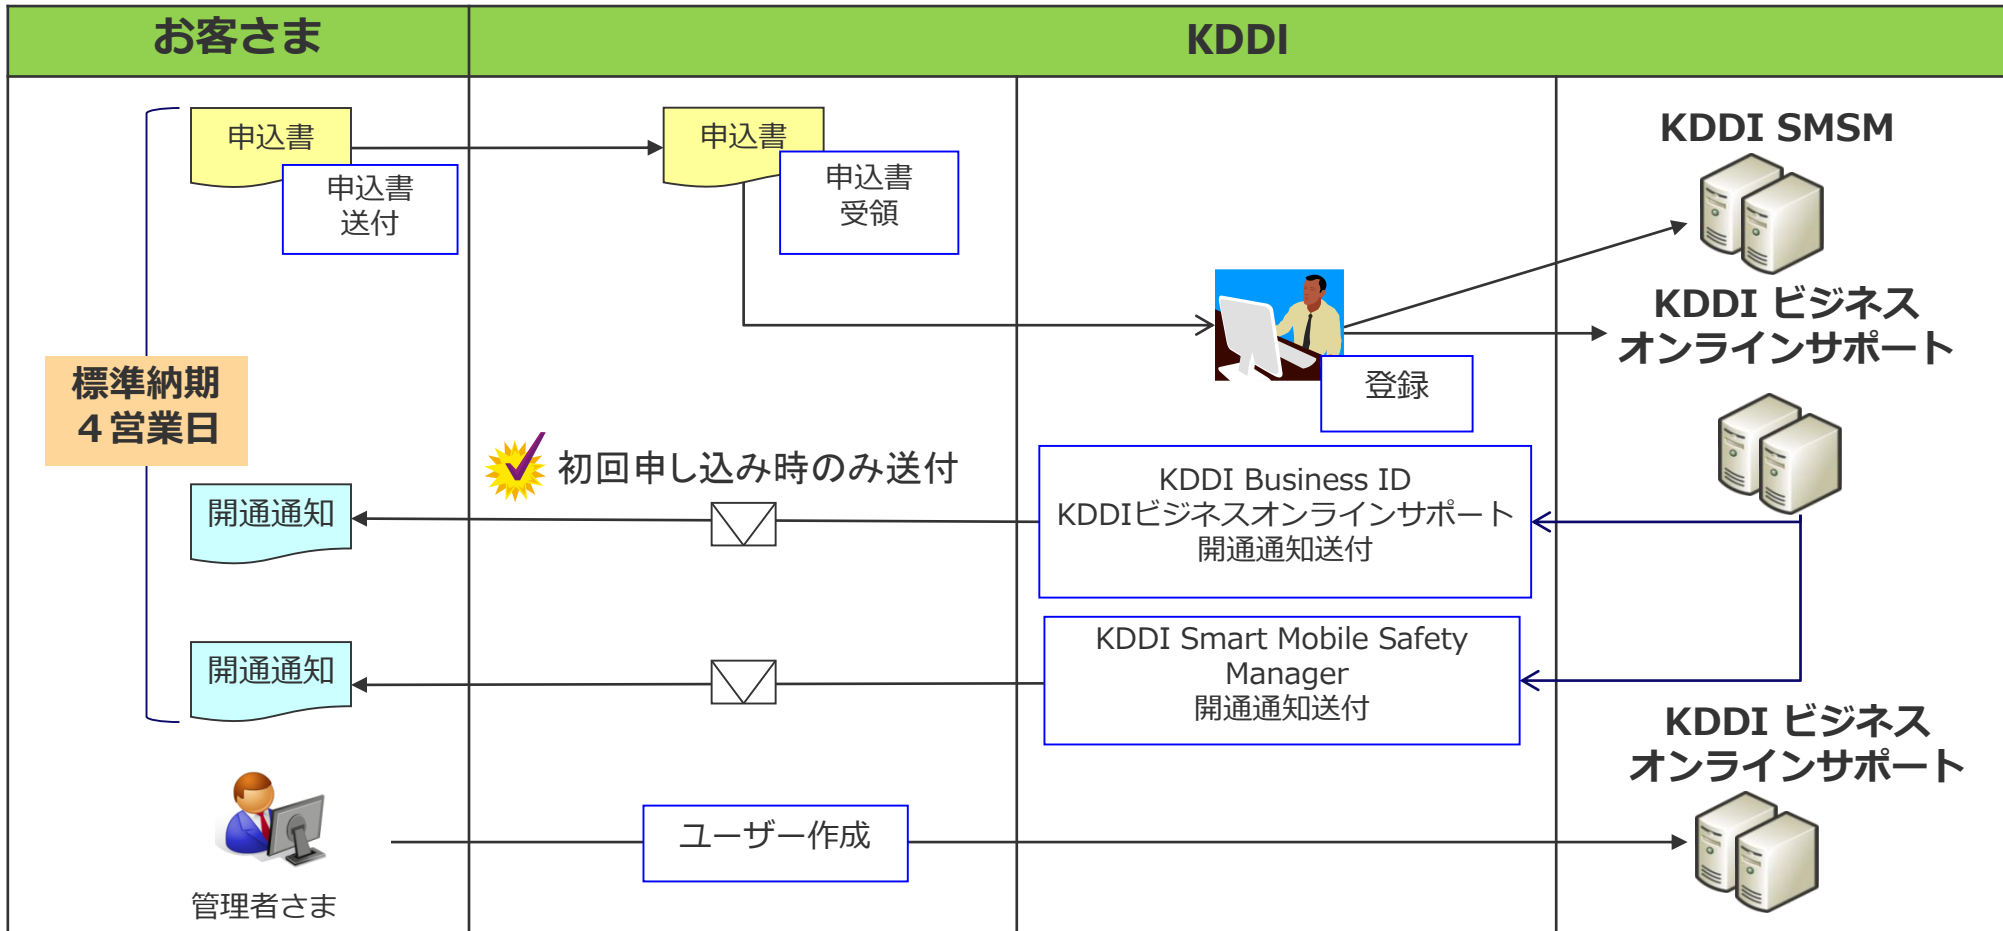 お客さま
KDDI
申込書
申込書
送付
申込書
申込書
受領
KDDI SMSM
KDDI ビジネス
オンラインサポート
登録
標準納期
４営業日
初回申し込み時のみ送付
開通通知
KDDI Business ID
KDDIビジネスオンラインサポート
開通通知送付
開通通知
KDDI Smart Mobile Safety
Manager
開通通知送付
KDDI ビジネス
オンラインサポート
ユーザー作成
管理者さま